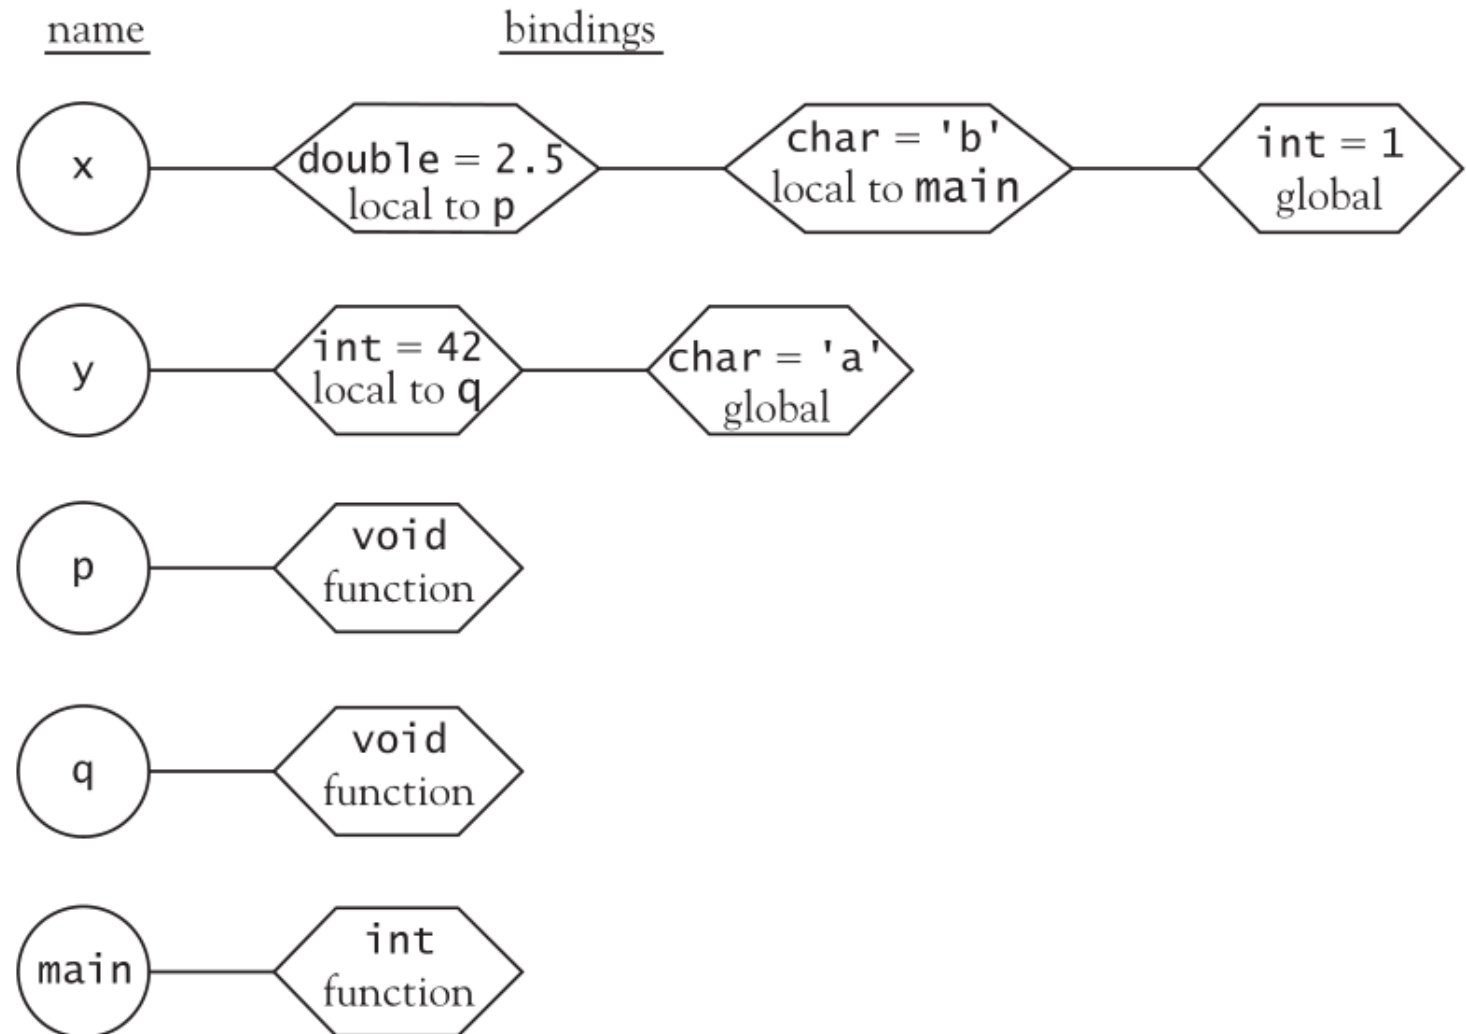 name bindings
x
double = 2.5
local to p
char = 'b'
local to main
int = 1
global
y
int = 42
local to q
char = 'a'
global
p
void
function
q
void
function
main
int
function